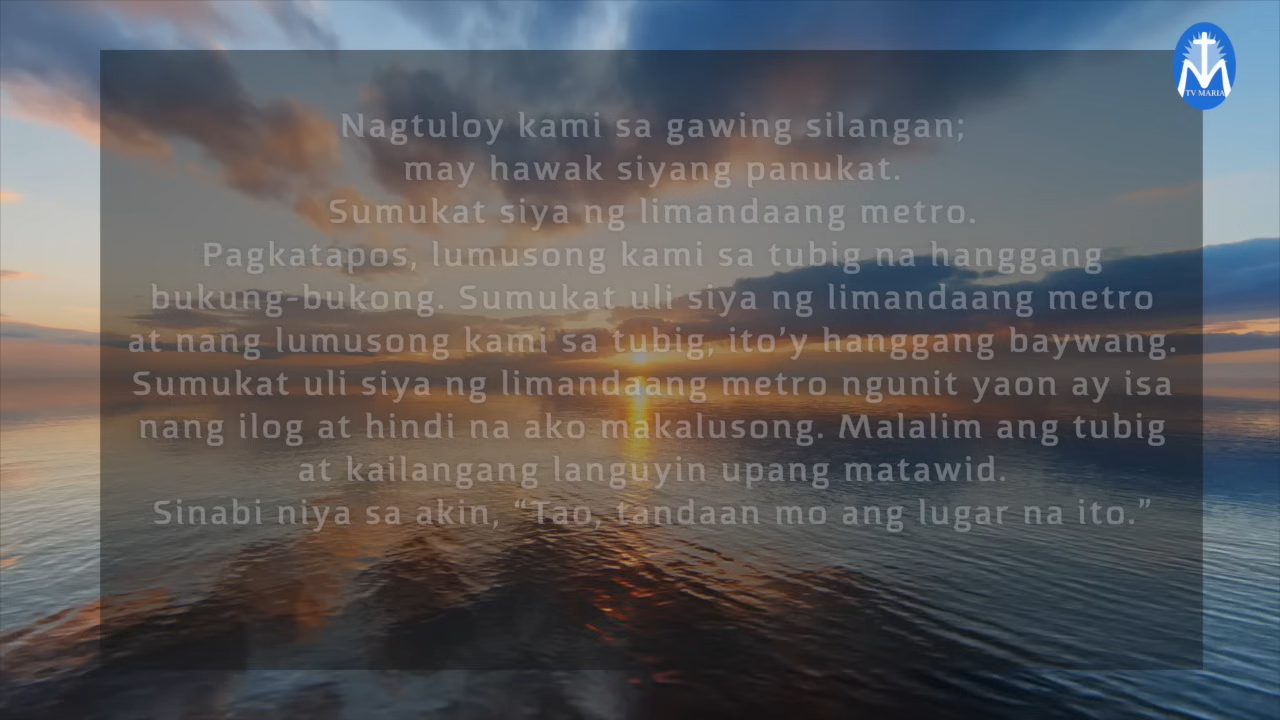 TV MARIA
Nagtuloy kami sa gawing silangan;
may hawak siyang panukat.
Sumukat siya ng limandaang metro.
Pagkatapos, lumusong kami sa tubig na hanggang
bukung-bukong. Sumukat uli siya ng limandaang metro
at nang lumusong kami sa tubig, ito’y hanggang baywang.
Sumukat uli siya ng limandaang metro ngunit yaon ay isa
nang ilog at hindi na ako makalusong. Malalim ang tubig
at kailangang languyin upang matawid.
Sinabi niya sa akin, “Tao, tandaan mo ang lugar na ito.”